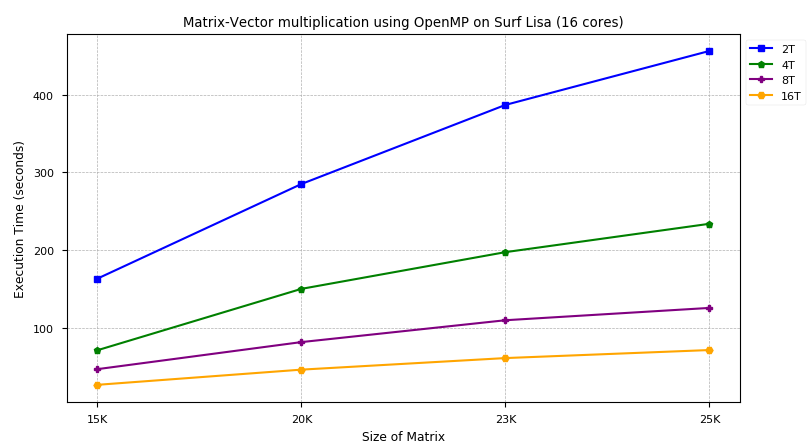 Matrix-Vector multiplication using OpenMP on Surf Lisa (16 cores)
2T
4T
8T
16T
Execution Time (seconds)
400
300
200
100
15K
20K
23K
25K
Size of Matrix